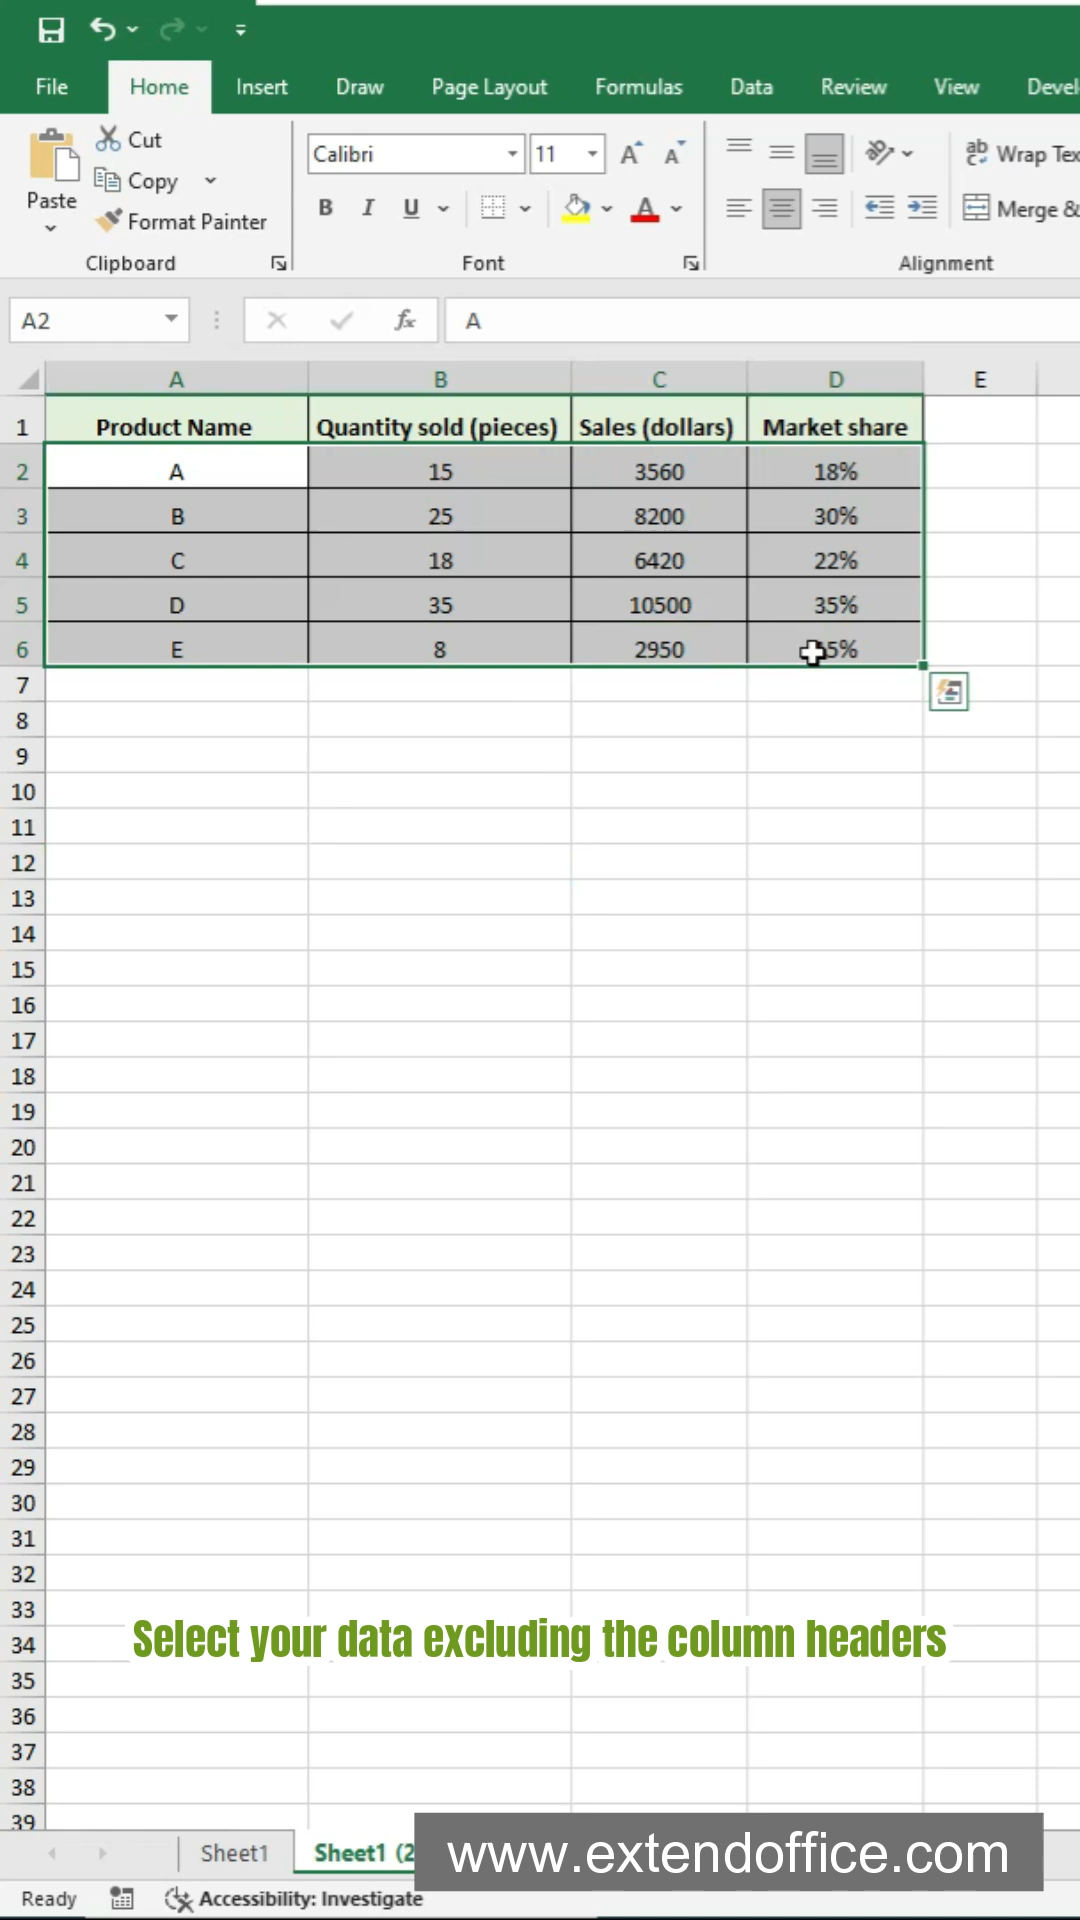 File Home Insert Draw Page Layout Formulas Data Review View Devel
Paste
Cut
Copy
Format Painter
Clipboard
Calibri 11
B I U
Font
Wrap Tex
Merge &
Alignment
A2 fx A
A B C D E
1 Product Name Quantity sold (pieces) Sales (dollars) Market share
2 A 15 3560 18%
3 B 25 8200 30%
4 C 18 6420 22%
5 D 35 10500 35%
6 E 8 2950 5%
7
8
9
10
11
12
13
14
15
16
17
18
19
20
21
22
23
24
25
26
27
28
29
30
31
32
33
34
35
36
37
38
39
Select your data excluding the column headers
Sheet1 Sheet1 (2
www.extendoffice.com
Ready Accessibility: Investigate